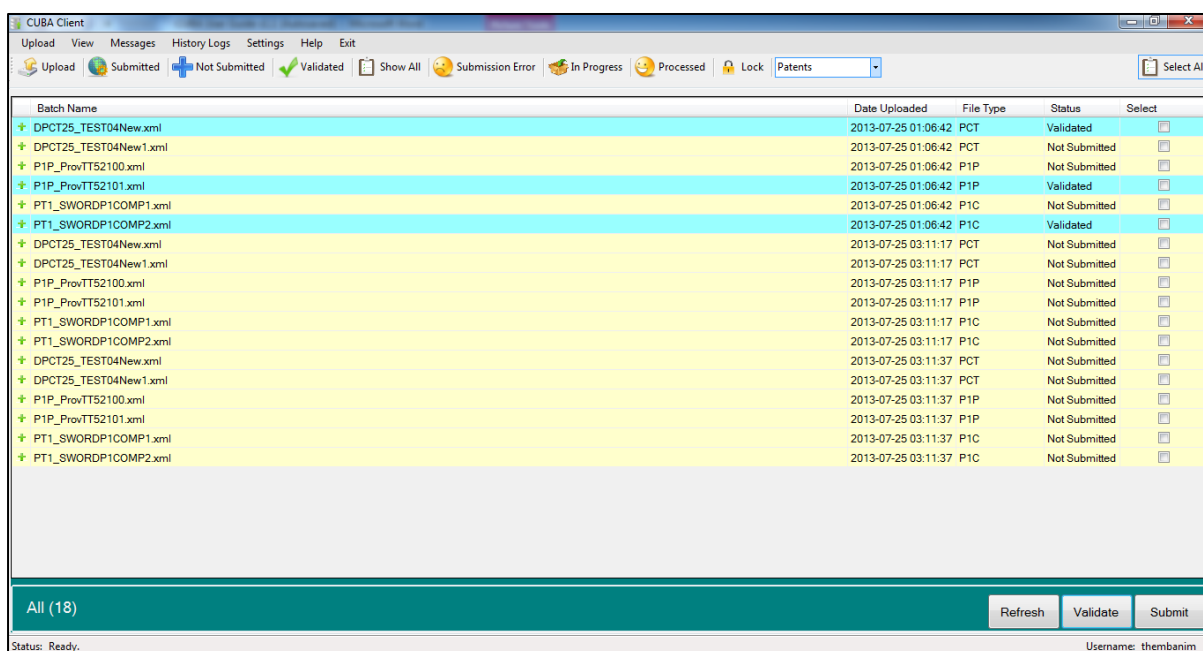 CUBA Client
Upload View Messages History Logs Settings Help Exit
Upload Submitted Not Submitted Validated Show All Submission Error In Progress Processed Lock Patents Select Al
Batch Name Date Uploaded File Type Status Select
DPCT25_TEST04New.xml 2013-07-25 01:06:42 PCT Validated
DPCT25_TEST04New1.xml 2013-07-25 01:06:42 PCT Not Submitted
P1P_ProvTT52100.xml 2013-07-25 01:06:42 P1P Not Submitted
P1P_ProvTT52101.xml 2013-07-25 01:06:42 P1P Validated
PT1_SWORDP1COMP1.xml 2013-07-25 01:06:42 P1C Not Submitted
PT1_SWORDP1COMP2.xml 2013-07-25 01:06:42 P1C Validated
DPCT25_TEST04New.xml 2013-07-25 03:11:17 PCT Not Submitted
DPCT25_TEST04New1.xml 2013-07-25 03:11:17 PCT Not Submitted
P1P_ProvTT52100.xml 2013-07-25 03:11:17 P1P Not Submitted
P1P_ProvTT52101.xml 2013-07-25 03:11:17 P1P Not Submitted
PT1_SWORDP1COMP1.xml 2013-07-25 03:11:17 P1C Not Submitted
PT1_SWORDP1COMP2.xml 2013-07-25 03:11:17 P1C Not Submitted
DPCT25_TEST04New.xml 2013-07-25 03:11:37 PCT Not Submitted
DPCT25_TEST04New1.xml 2013-07-25 03:11:37 PCT Not Submitted
P1P_ProvTT52100.xml 2013-07-25 03:11:37 P1P Not Submitted
P1P_ProvTT52101.xml 2013-07-25 03:11:37 P1P Not Submitted
PT1_SWORDP1COMP1.xml 2013-07-25 03:11:37 P1C Not Submitted
PT1_SWORDP1COMP2.xml 2013-07-25 03:11:37 P1C Not Submitted
All (18) Refresh Validate Submit
Status: Ready. Username: thembanim